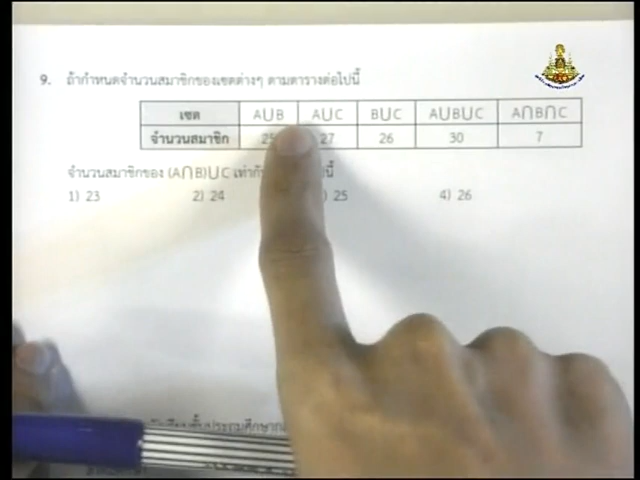 9. ถ้ากำหนดจำนวนสมาชิกของเซตต่างๆ ตามตารางต่อไปนี้
เซต A∪B A∪C B∪C A∪B∪C A∩B∩C
จำนวนสมาชิก 25 27 26 30 7
จำนวนสมาชิกของ (A∩B)∪C
1) 23 2) 24 25 4) 26